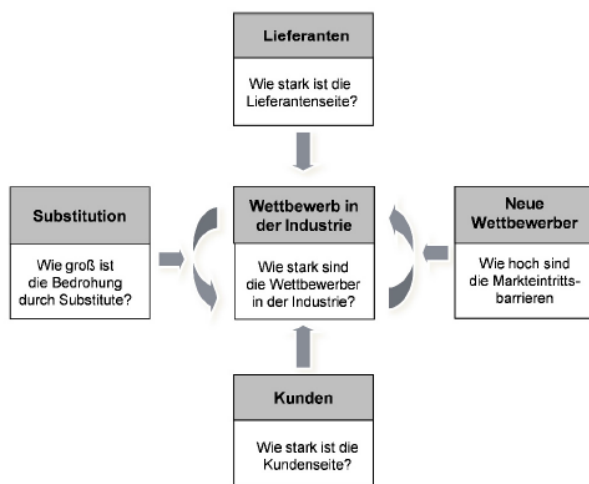 Lieferanten
Wie stark ist die
Lieferantenseite?
Substitution
Wie groß ist
die Bedrohung
durch Substitute?
Wettbewerb in
der Industrie
Wie stark sind
die Wettbewerber
in der Industrie?
Neue
Wettbewerber
Wie hoch sind
die Markteintritts-
barrieren
Kunden
Wie stark ist die
Kundenseite?